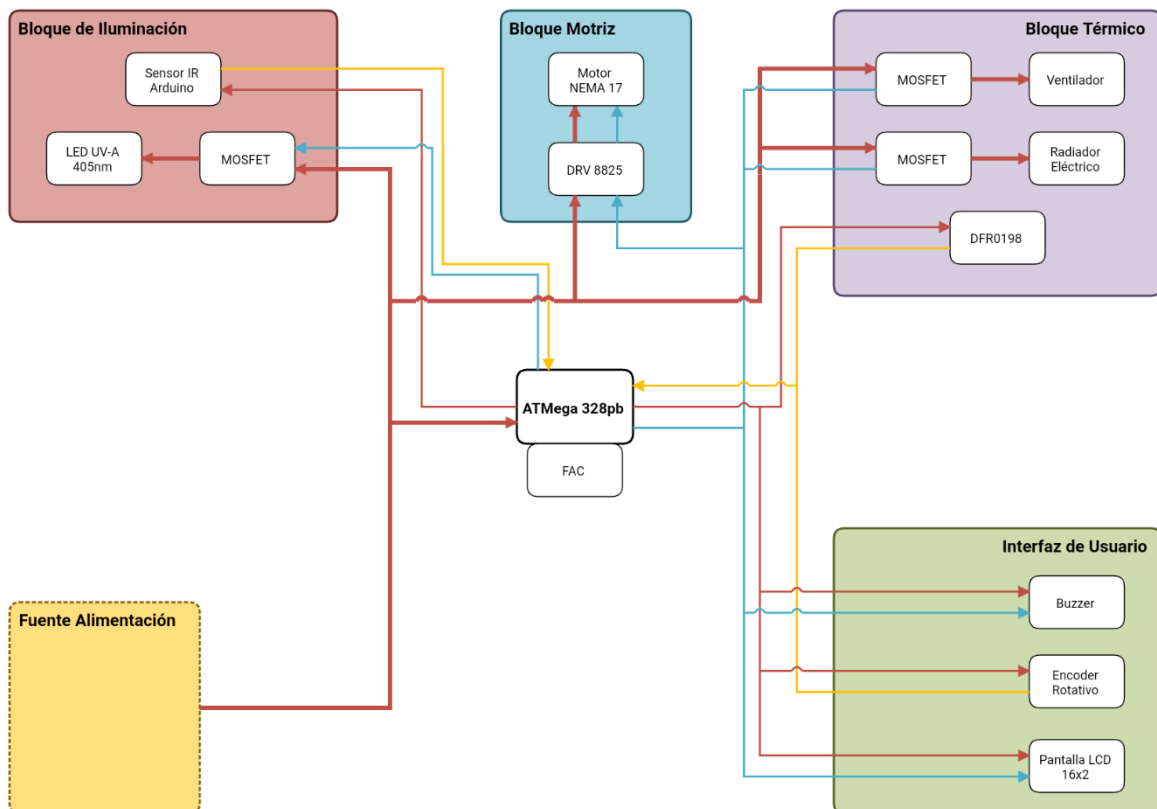 Bloque de Iluminación
Sensor IR
Arduino
LED UV-A
405nm
MOSFET
Bloque Motriz
Motor
NEMA 17
DRV 8825
Bloque Térmico
MOSFET
Ventilador
MOSFET
Radiador
Eléctrico
DFR0198
ATMega 328pb
FAC
Fuente Alimentación
Interfaz de Usuario
Buzzer
Encoder
Rotativo
Pantalla LCD
16x2